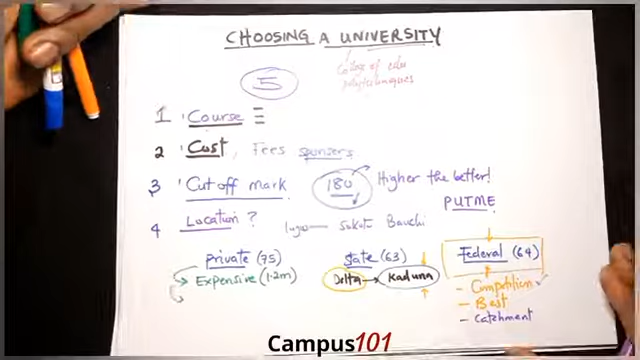 CHOOSING A UNIVERSITY
College of edu
polytechniques
5
1 Course
2 Cost, Fees sponsors
3 Cut off mark 180 Higher the better!
PUTME
4 Location? Sokoto Bauchi
private (75) State (63) Federal (64)
Expensive (1.2m) Delta Kaduna
- Competition
- Best
- Catchment
Campus101